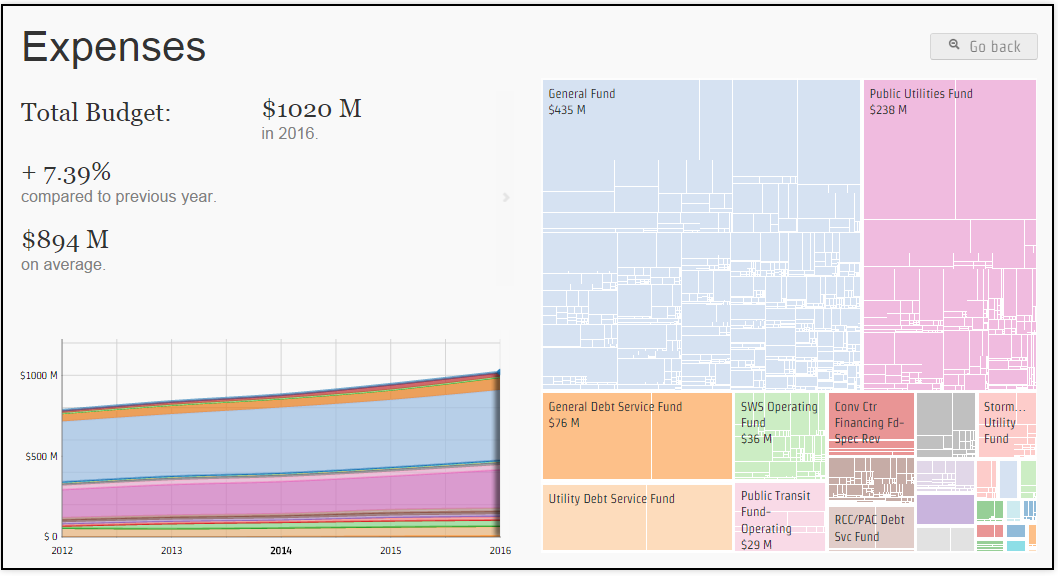 Expenses
Go back
Total Budget:
$1020 M
in 2016.
+ 7.39%
compared to previous year.
$894 M
on average.
$1000 M
$500 M
$ 0
2012
2013
2014
2015
2016
General Fund
$435 M
Public Utilities Fund
$238 M
General Debt Service Fund
$76 M
SWS Operating
Fund
$36 M
Conv Ctr
Financing Fd-
Spec Rev
Storm...
Utility
Fund
Utility Debt Service Fund
Public Transit
Fund-
Operating
$29 M
RCC/PAC Debt
Svc Fund